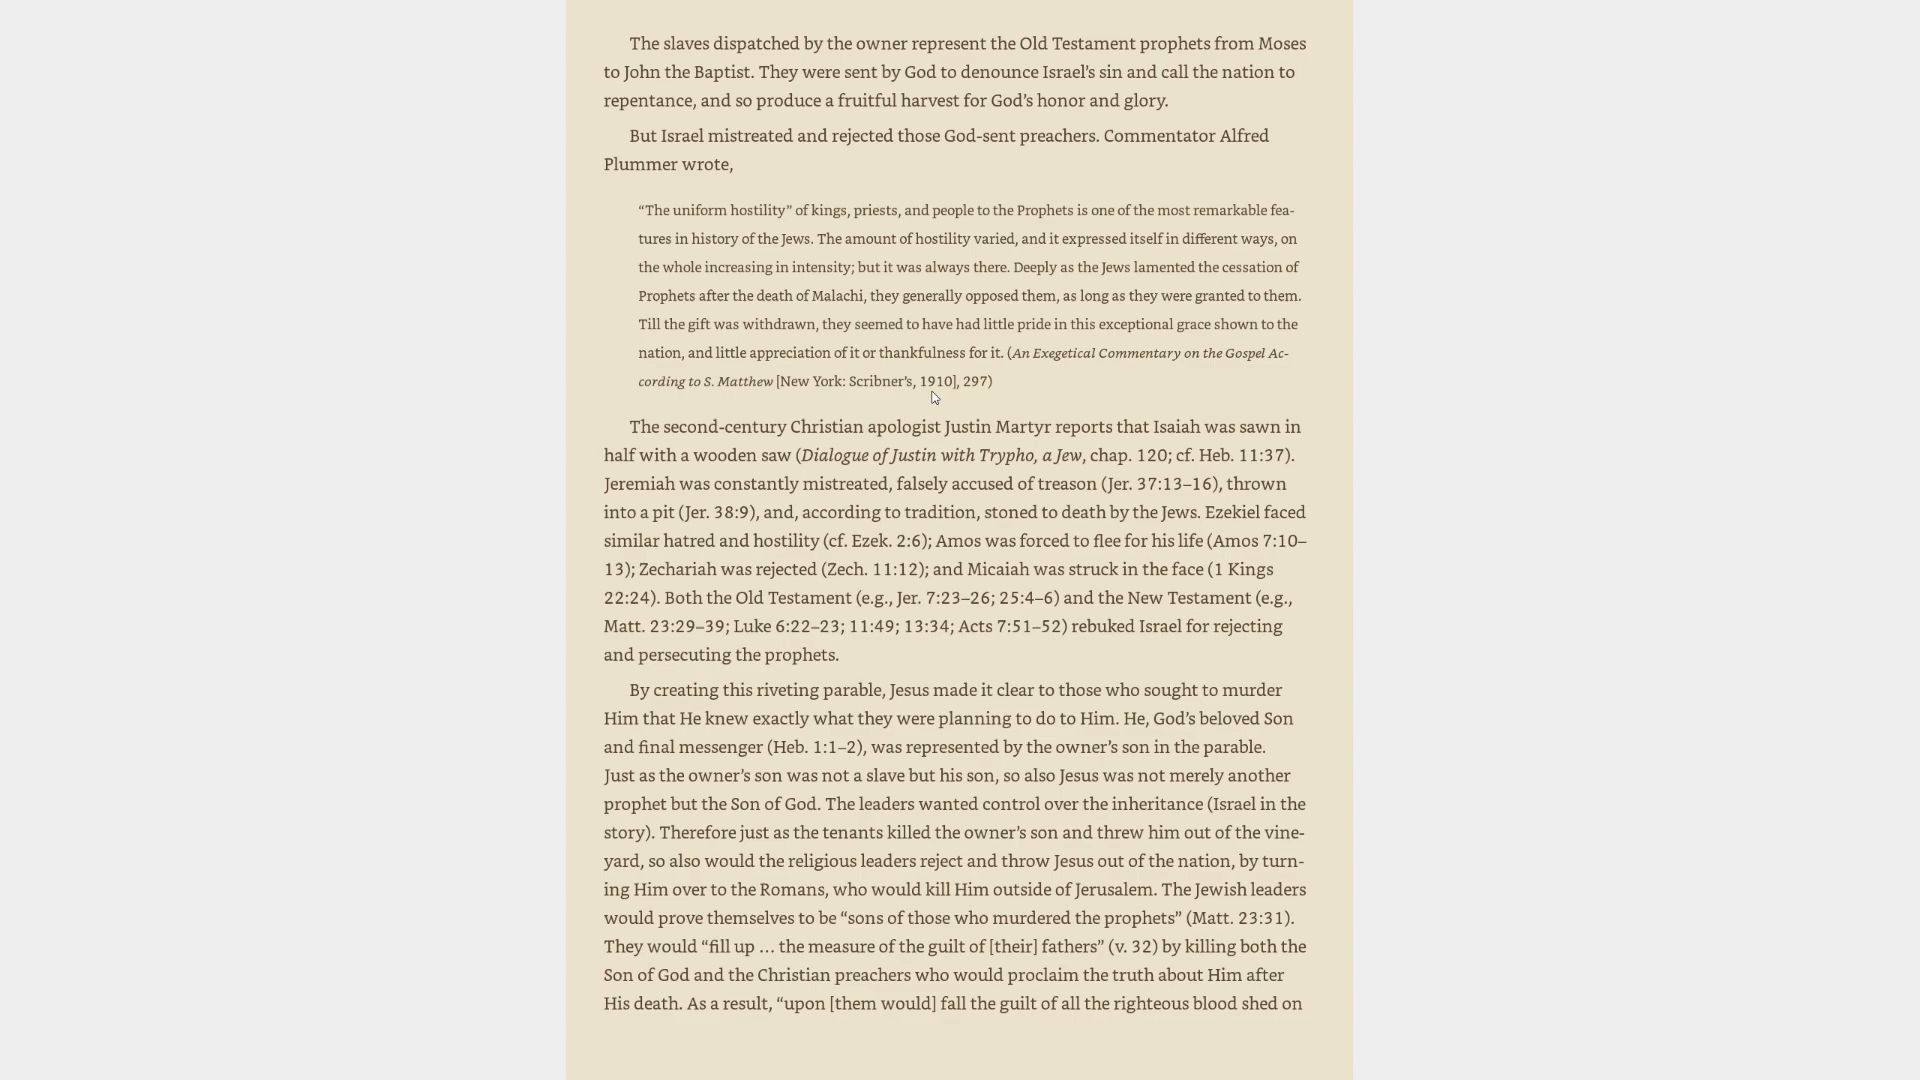 The slaves dispatched by the owner represent the Old Testament prophets from Moses
to John the Baptist. They were sent by God to denounce Israel’s sin and call the nation to
repentance, and so produce a fruitful harvest for God’s honor and glory.
But Israel mistreated and rejected those God-sent preachers. Commentator Alfred
Plummer wrote,
“The uniform hostility” of kings, priests, and people to the Prophets is one of the most remarkable fea-
tures in history of the Jews. The amount of hostility varied, and it expressed itself in different ways, on
the whole increasing in intensity; but it was always there. Deeply as the Jews lamented the cessation of
Prophets after the death of Malachi, they generally opposed them, as long as they were granted to them.
Till the gift was withdrawn, they seemed to have had little pride in this exceptional grace shown to the
nation, and little appreciation of it or thankfulness for it. (An Exegetical Commentary on the Gospel Ac-
cording to S. Matthew [New York: Scribner’s, 1910], 297)
The second-century Christian apologist Justin Martyr reports that Isaiah was sawn in
half with a wooden saw (Dialogue of Justin with Trypho, a Jew, chap. 120; cf. Heb. 11:37).
Jeremiah was constantly mistreated, falsely accused of treason (Jer. 37:13–16), thrown
into a pit (Jer. 38:9), and, according to tradition, stoned to death by the Jews. Ezekiel faced
similar hatred and hostility (cf. Ezek. 2:6); Amos was forced to flee for his life (Amos 7:10–
13); Zechariah was rejected (Zech. 11:12); and Micaiah was struck in the face (1 Kings
22:24). Both the Old Testament (e.g., Jer. 7:23–26; 25:4–6) and the New Testament (e.g.,
Matt. 23:29–39; Luke 6:22–23; 11:49; 13:34; Acts 7:51–52) rebuked Israel for rejecting
and persecuting the prophets.
By creating this riveting parable, Jesus made it clear to those who sought to murder
Him that He knew exactly what they were planning to do to Him. He, God’s beloved Son
and final messenger (Heb. 1:1–2), was represented by the owner’s son in the parable.
Just as the owner’s son was not a slave but his son, so also Jesus was not merely another
prophet but the Son of God. The leaders wanted control over the inheritance (Israel in the
story). Therefore just as the tenants killed the owner’s son and threw him out of the vine-
yard, so also would the religious leaders reject and throw Jesus out of the nation, by turn-
ing Him over to the Romans, who would kill Him outside of Jerusalem. The Jewish leaders
would prove themselves to be “sons of those who murdered the prophets” (Matt. 23:31).
They would “fill up … the measure of the guilt of [their] fathers” (v. 32) by killing both the
Son of God and the Christian preachers who would proclaim the truth about Him after
His death. As a result, “upon [them would] fall the guilt of all the righteous blood shed on